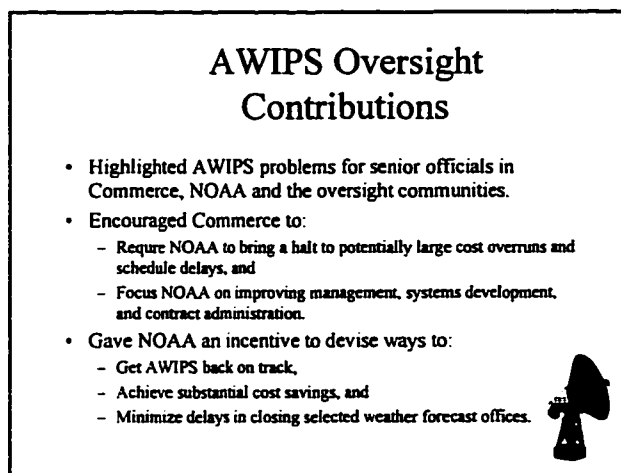 AWIPS Oversight
Contributions
• Highlighted AWIPS problems for senior officials in
Commerce, NOAA and the oversight communities.
• Encouraged Commerce to:
– Requre NOAA to bring a halt to potentially large cost overruns and
schedule delays, and
– Focus NOAA on improving management, systems development,
and contract administration.
• Gave NOAA an incentive to devise ways to:
– Get AWIPS back on track,
– Achieve substantial cost savings, and
– Minimize delays in closing selected weather forecast offices.